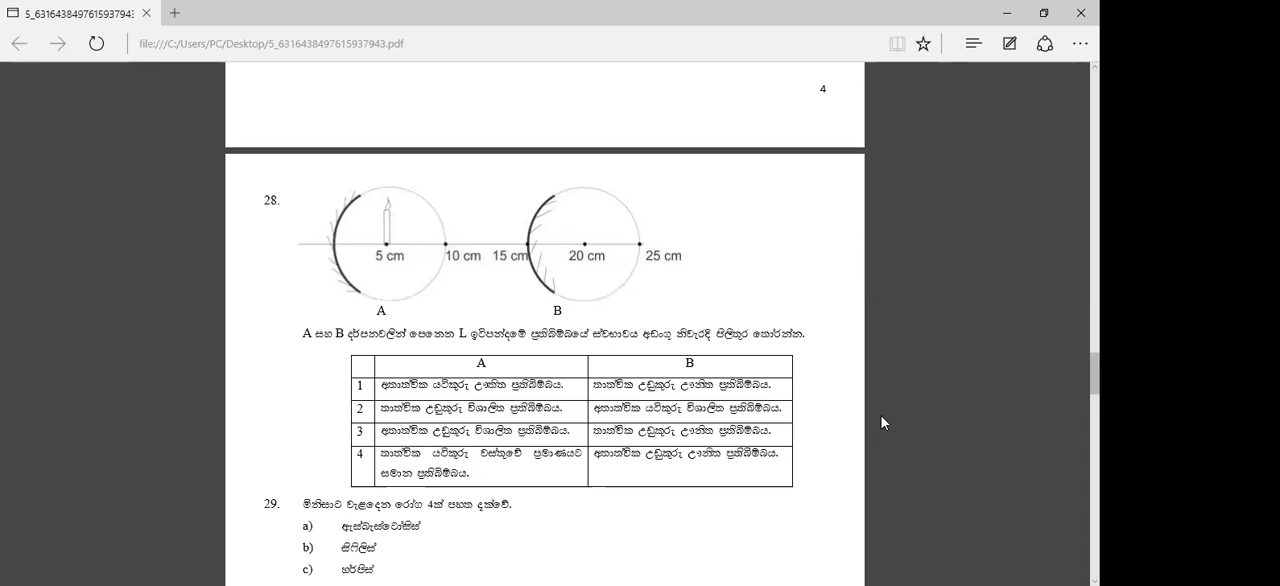 5_6316438497615937943
file:///C:/Users/PC/Desktop/5_6316438497615937943.pdf
4
28.
5 cm 10 cm 15 cm 20 cm 25 cm
A B
A සහ B දර්පනවලින් පෙනෙන L ඉටිපන්දමේ ප්‍රතිබිම්බයේ ස්වභාවය අඩංගු නිවැරදි පිලිතුර තෝරන්න.
A B
1 අතාත්වික යටිකුරු ඌනිත ප්‍රතිබිම්බය. තාත්වික උඩුකුරු ඌනිත ප්‍රතිබිම්බය.
2 තාත්වික උඩුකුරු විශාලිත ප්‍රතිබිම්බය. අතාත්වික යටිකුරු විශාලිත ප්‍රතිබිම්බය.
3 අතාත්වික උඩුකුරු විශාලිත ප්‍රතිබිම්බය. තාත්වික උඩුකුරු ඌනිත ප්‍රතිබිම්බය.
4 තාත්වික යටිකුරු වස්තුවේ ප්‍රමාණයට අතාත්වික උඩුකුරු ඌනිත ප්‍රතිබිම්බය.
සමාන ප්‍රතිබිම්බය.
29. මිනිසාට වැළඳෙන රෝග 4ක් පහත දැක්වේ.
a) ඇස්බැස්ටෝසිස්
b) සිෆිලිස්
c) හර්පීස්